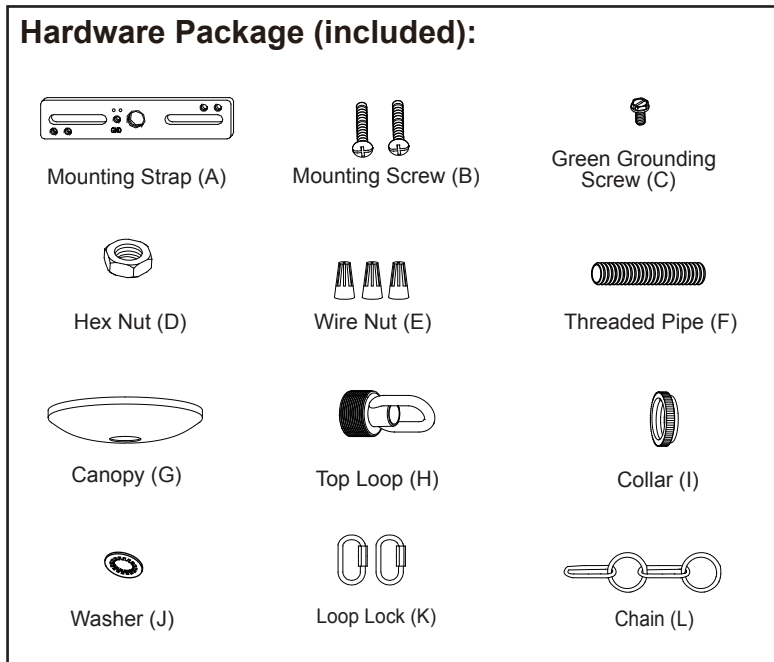 Hardware Package (included):
GND
Mounting Strap (A)
Mounting Screw (B)
Green Grounding
Screw (C)
Hex Nut (D)
Wire Nut (E)
Threaded Pipe (F)
Canopy (G)
Top Loop (H)
Collar (I)
Washer (J)
Loop Lock (K)
Chain (L)